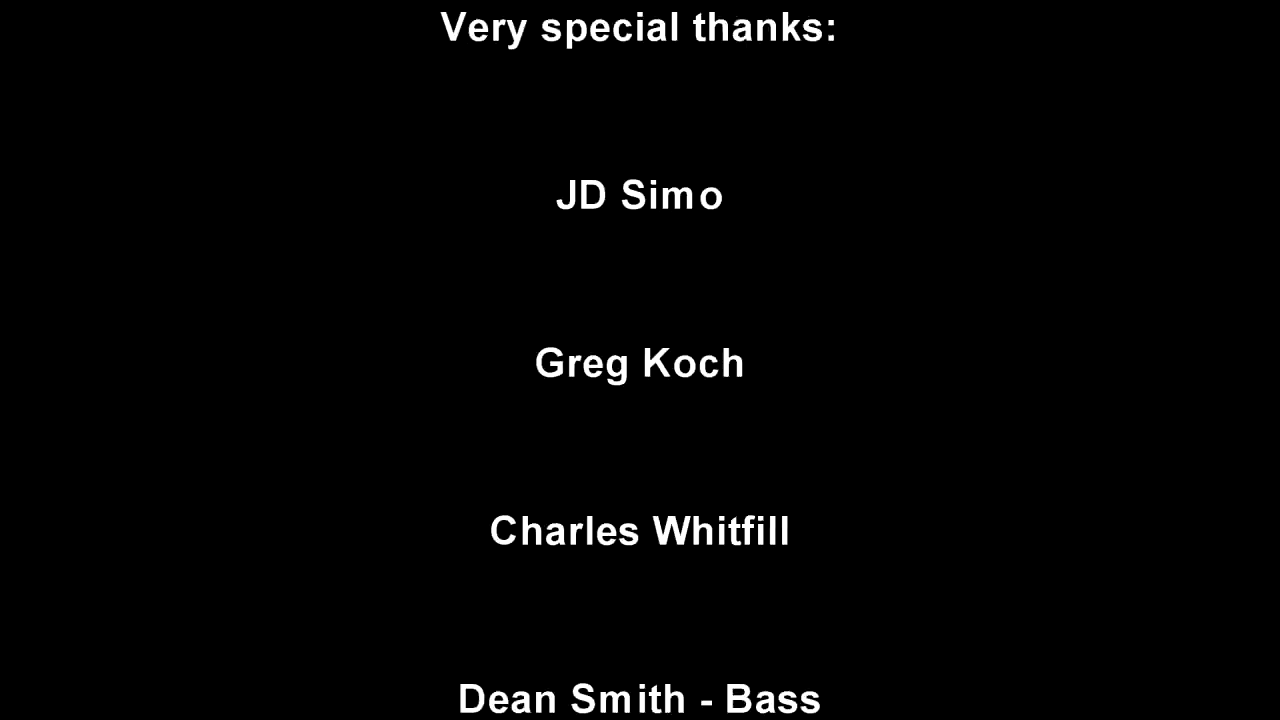 Very special thanks:
JD Simo
Greg Koch
Charles Whitfill
Dean Smith - Bass